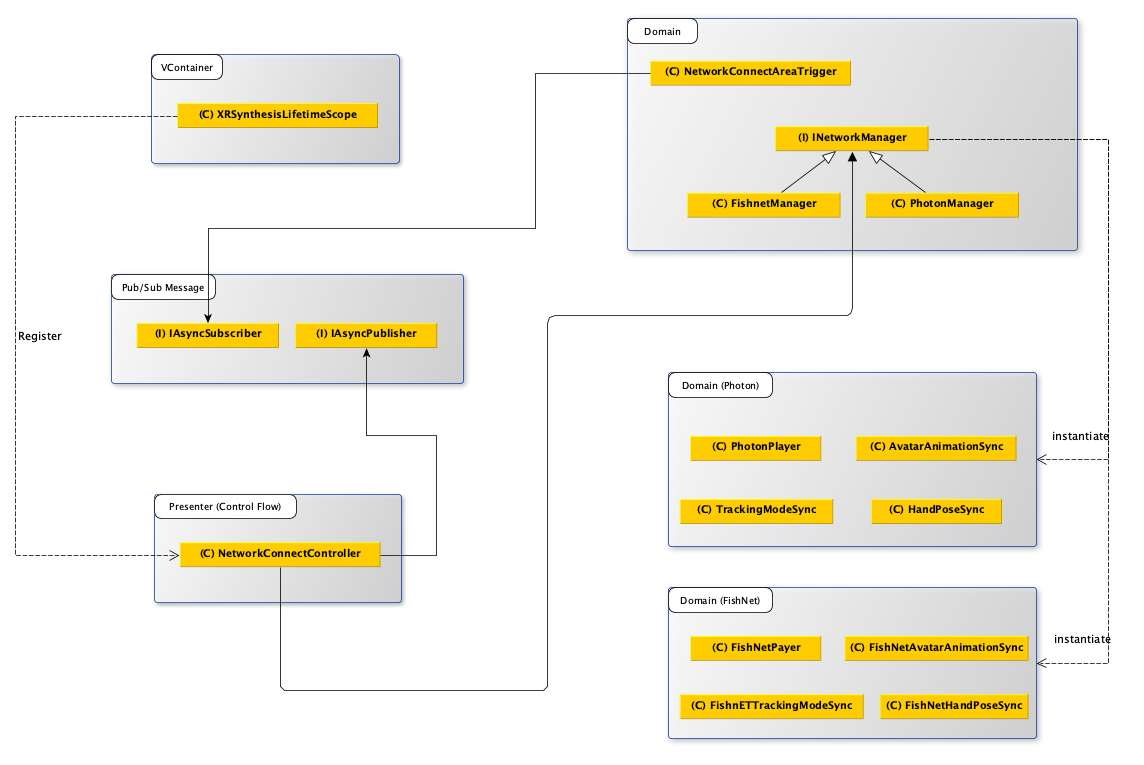 Domain
(C) NetworkConnectAreaTrigger
VContainer
(C) XRSynthesisLifetimeScope
(I) INetworkManager
(C) FishnetManager
(C) PhotonManager
Pub/Sub Message
(I) IAsyncSubscriber
(I) IAsyncPublisher
Register
Domain (Photon)
(C) PhotonPlayer
(C) AvatarAnimationSync
instantiate
(C) TrackingModeSync
(C) HandPoseSync
Presenter (Control Flow)
(C) NetworkConnectController
Domain (FishNet)
(C) FishNetPayer
(C) FishNetAvatarAnimationSync
instantiate
(C) FishnETTrackingModeSync
(C) FishNetHandPoseSync